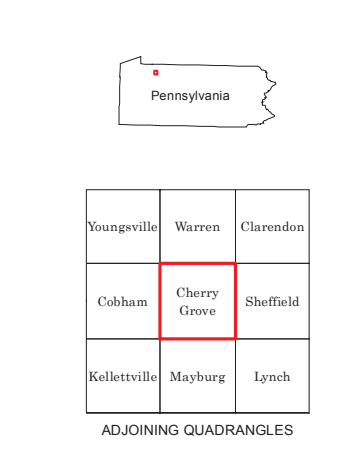 Pennsylvania
Youngsville Warren Clarendon
Cobham Cherry Grove Sheffield
Kellettville Mayburg Lynch
ADJOINING QUADRANGLES